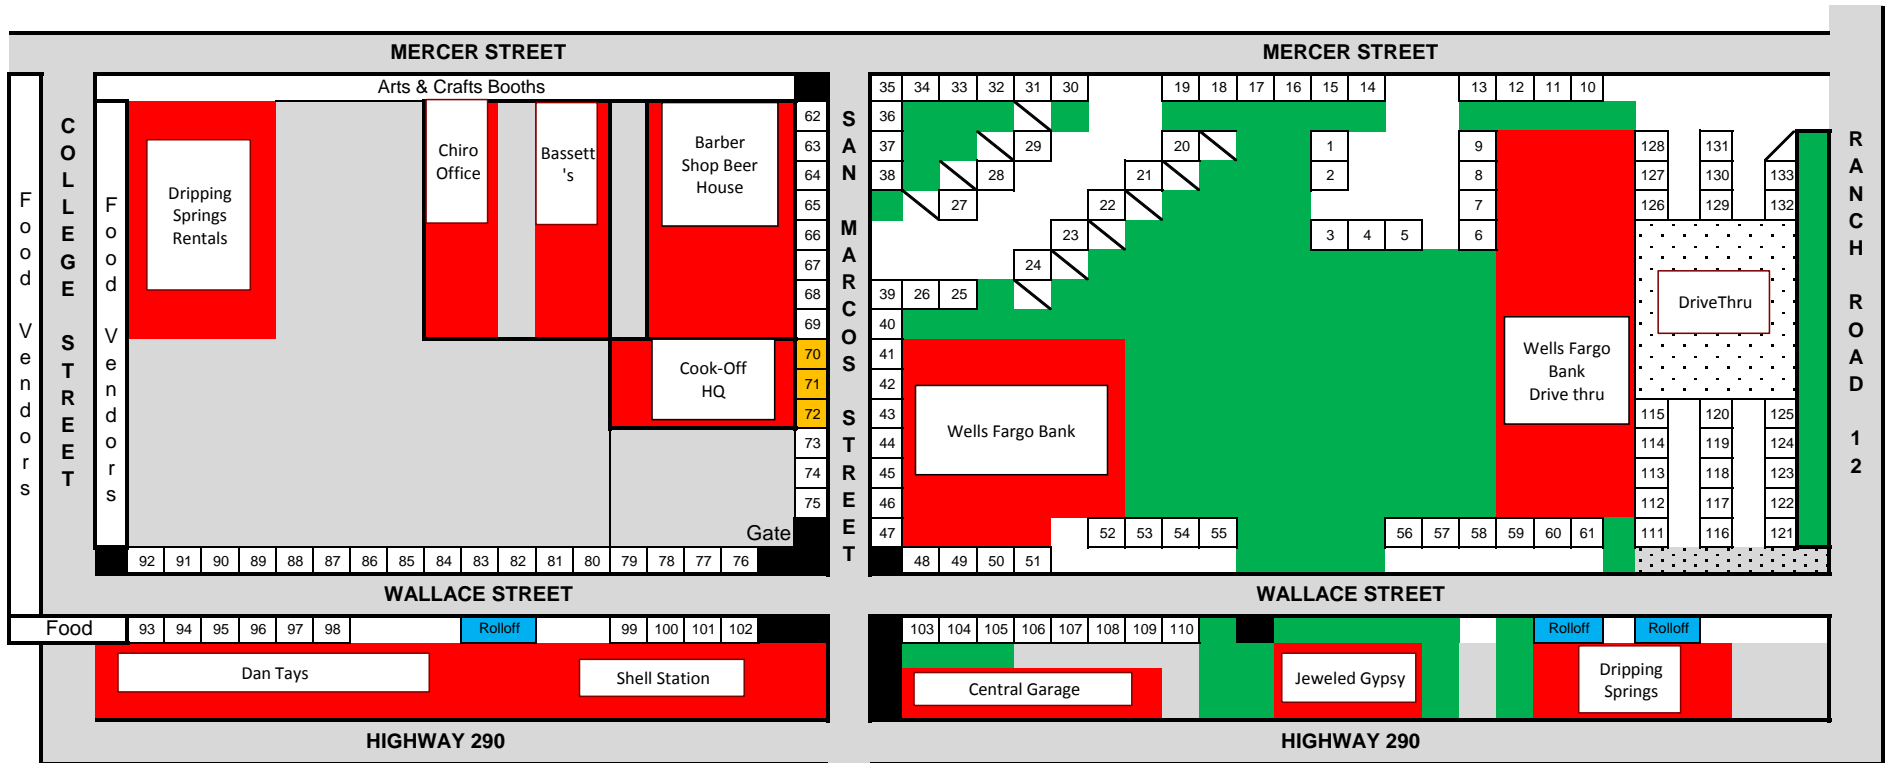 MERCER STREET MERCER STREET
Arts & Crafts Booths
35 34 33 32 31 30 19 18 17 16 15 14 13 12 11 10
COLLEGE STREET
SAN MARCOS STREET
RANCH ROAD 12
Food Vendors
Food Vendors
Dripping
Springs
Rentals
Chiro
Office
Bassett
's
Barber
Shop Beer
House
Cook-Off
HQ
62 36
63 37 29 20 1 9 128 131
64 38 28 21 2 8 127 130 133
65 27 22 7 126 129 132
66 23 3 4 5 6
67 24
68 39 26 25
69 40
70 41
71 42
72 43 115 120 125
73 44 114 119 124
74 45 113 118 123
75 46 112 117 122
Gate 47 52 53 54 55 56 57 58 59 60 61 111 116 121
DriveThru
Wells Fargo
Bank
Drive thru
Wells Fargo Bank
92 91 90 89 88 87 86 85 84 83 82 81 80 79 78 77 76 48 49 50 51
WALLACE STREET WALLACE STREET
Food 93 94 95 96 97 98 Rolloff 99 100 101 102 103 104 105 106 107 108 109 110 Rolloff Rolloff
Dan Tays
Shell Station
Central Garage
Jeweled Gypsy
Dripping
Springs
HIGHWAY 290 HIGHWAY 290